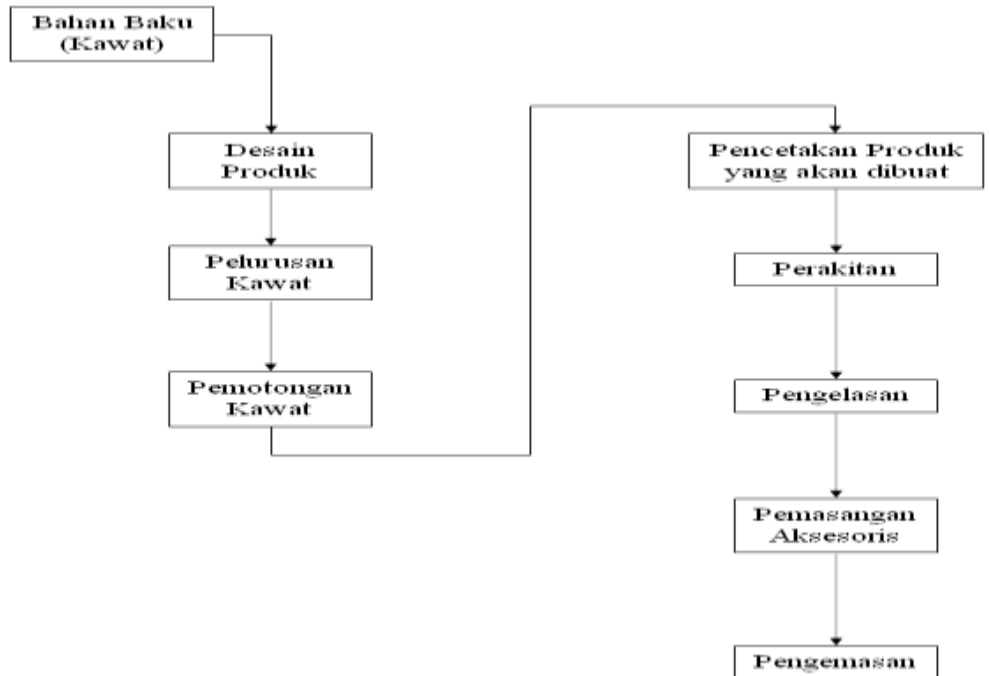 Bahan Baku
(Kawat)
Desain
Produk
Pelurusan
Kawat
Pemotongan
Kawat
Pencetakan Produk
yang akan dibuat
Perakitan
Pengelasan
Pemasangan
Aksesoris
Pengemasan